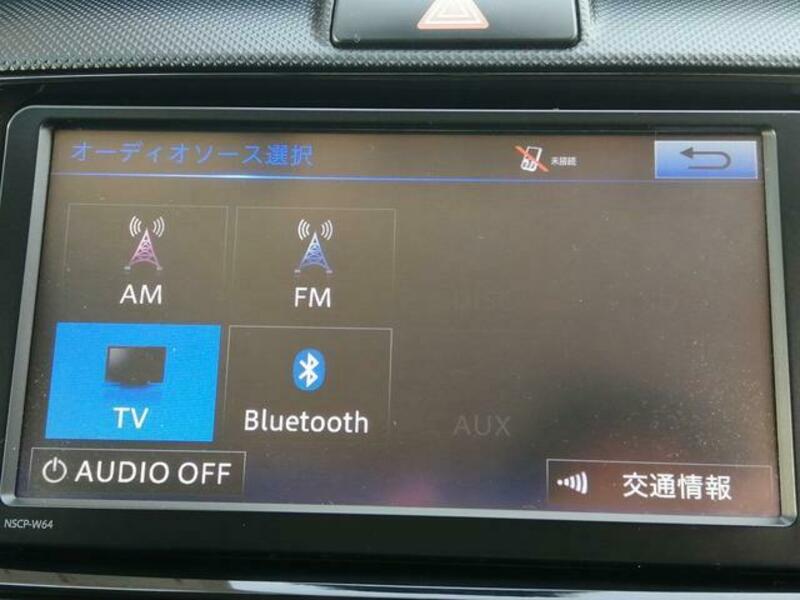 オーディオソース選択
未接続
AM
FM
TV
Bluetooth
AUX
AUDIO OFF
交通情報
NSCP-W64